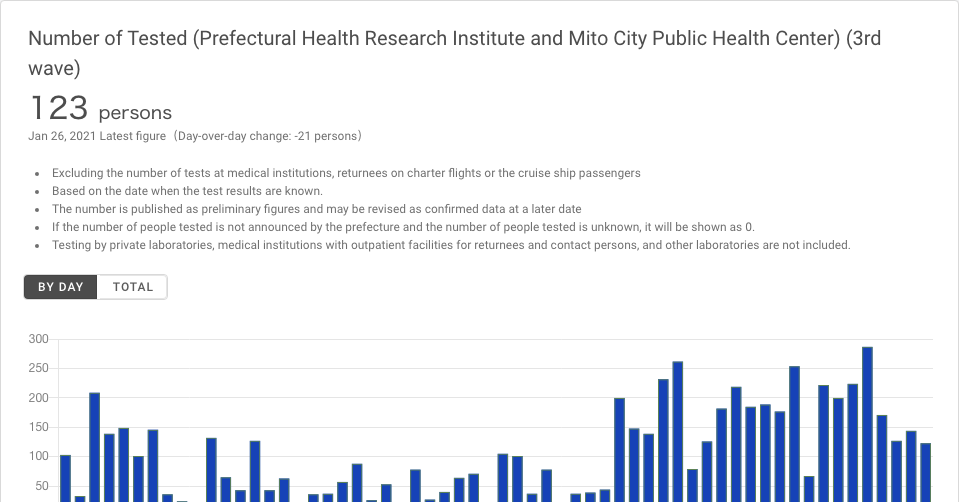 Number of Tested (Prefectural Health Research Institute and Mito City Public Health Center) (3rd
wave)
123 persons
Jan 26, 2021 Latest figure（Day-over-day change: -21 persons）
• Excluding the number of tests at medical institutions, returnees on charter flights or the cruise ship passengers
• Based on the date when the test results are known.
• The number is published as preliminary figures and may be revised as confirmed data at a later date
• If the number of people tested is not announced by the prefecture and the number of people tested is unknown, it will be shown as 0.
• Testing by private laboratories, medical institutions with outpatient facilities for returnees and contact persons, and other laboratories are not included.
BY DAY TOTAL
300
250
200
150
100
50